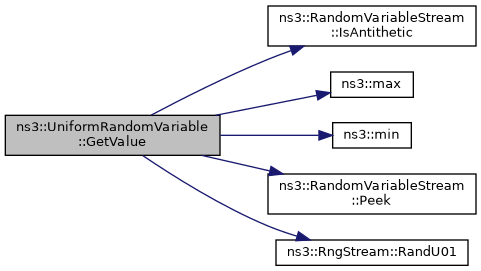 ns3::RandomVariableStream
::IsAntithetic
ns3::max
ns3::UniformRandomVariable
::GetValue
ns3::min
ns3::RandomVariableStream
::Peek
ns3::RngStream::RandU01